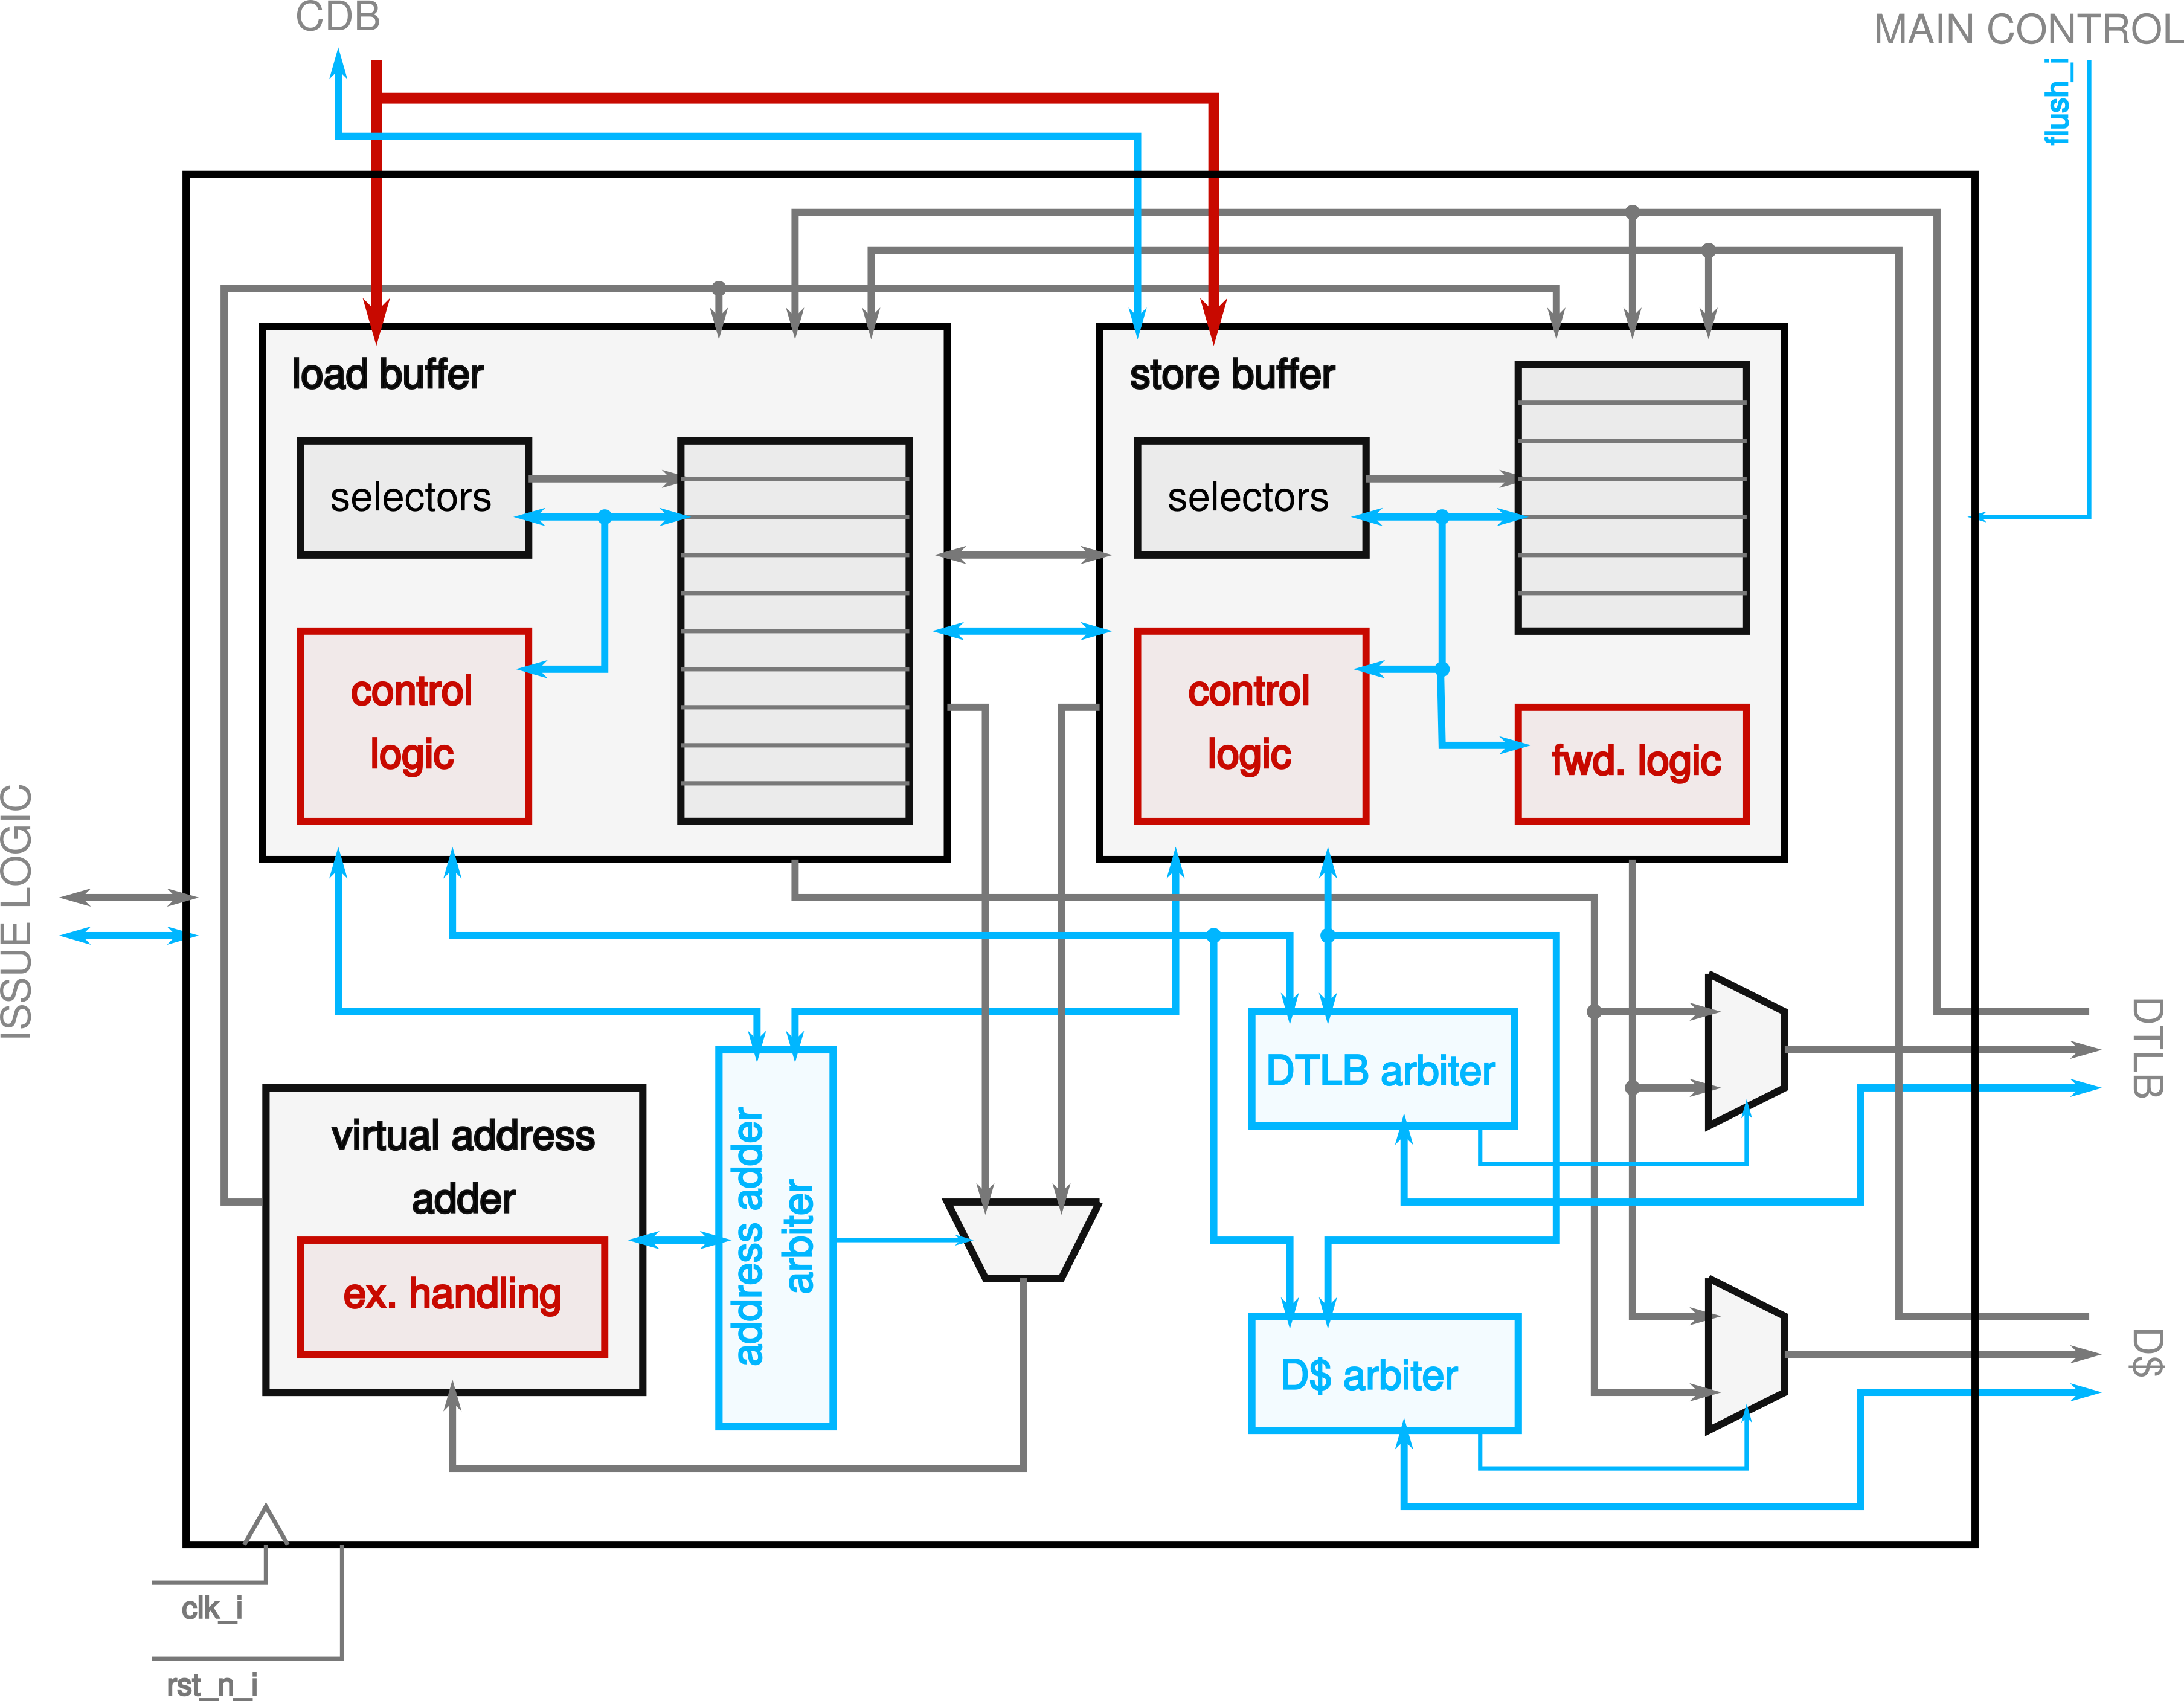 CDB
MAIN CONTROL
flush_i
load buffer
store buffer
selectors
selectors
control
logic
control
logic
fwd. logic
ISSUE LOGIC
DTLB
DTLB arbiter
virtual address
adder
address adder
arbiter
ex. handling
D$ arbiter
D$
clk_i
rst_n_i